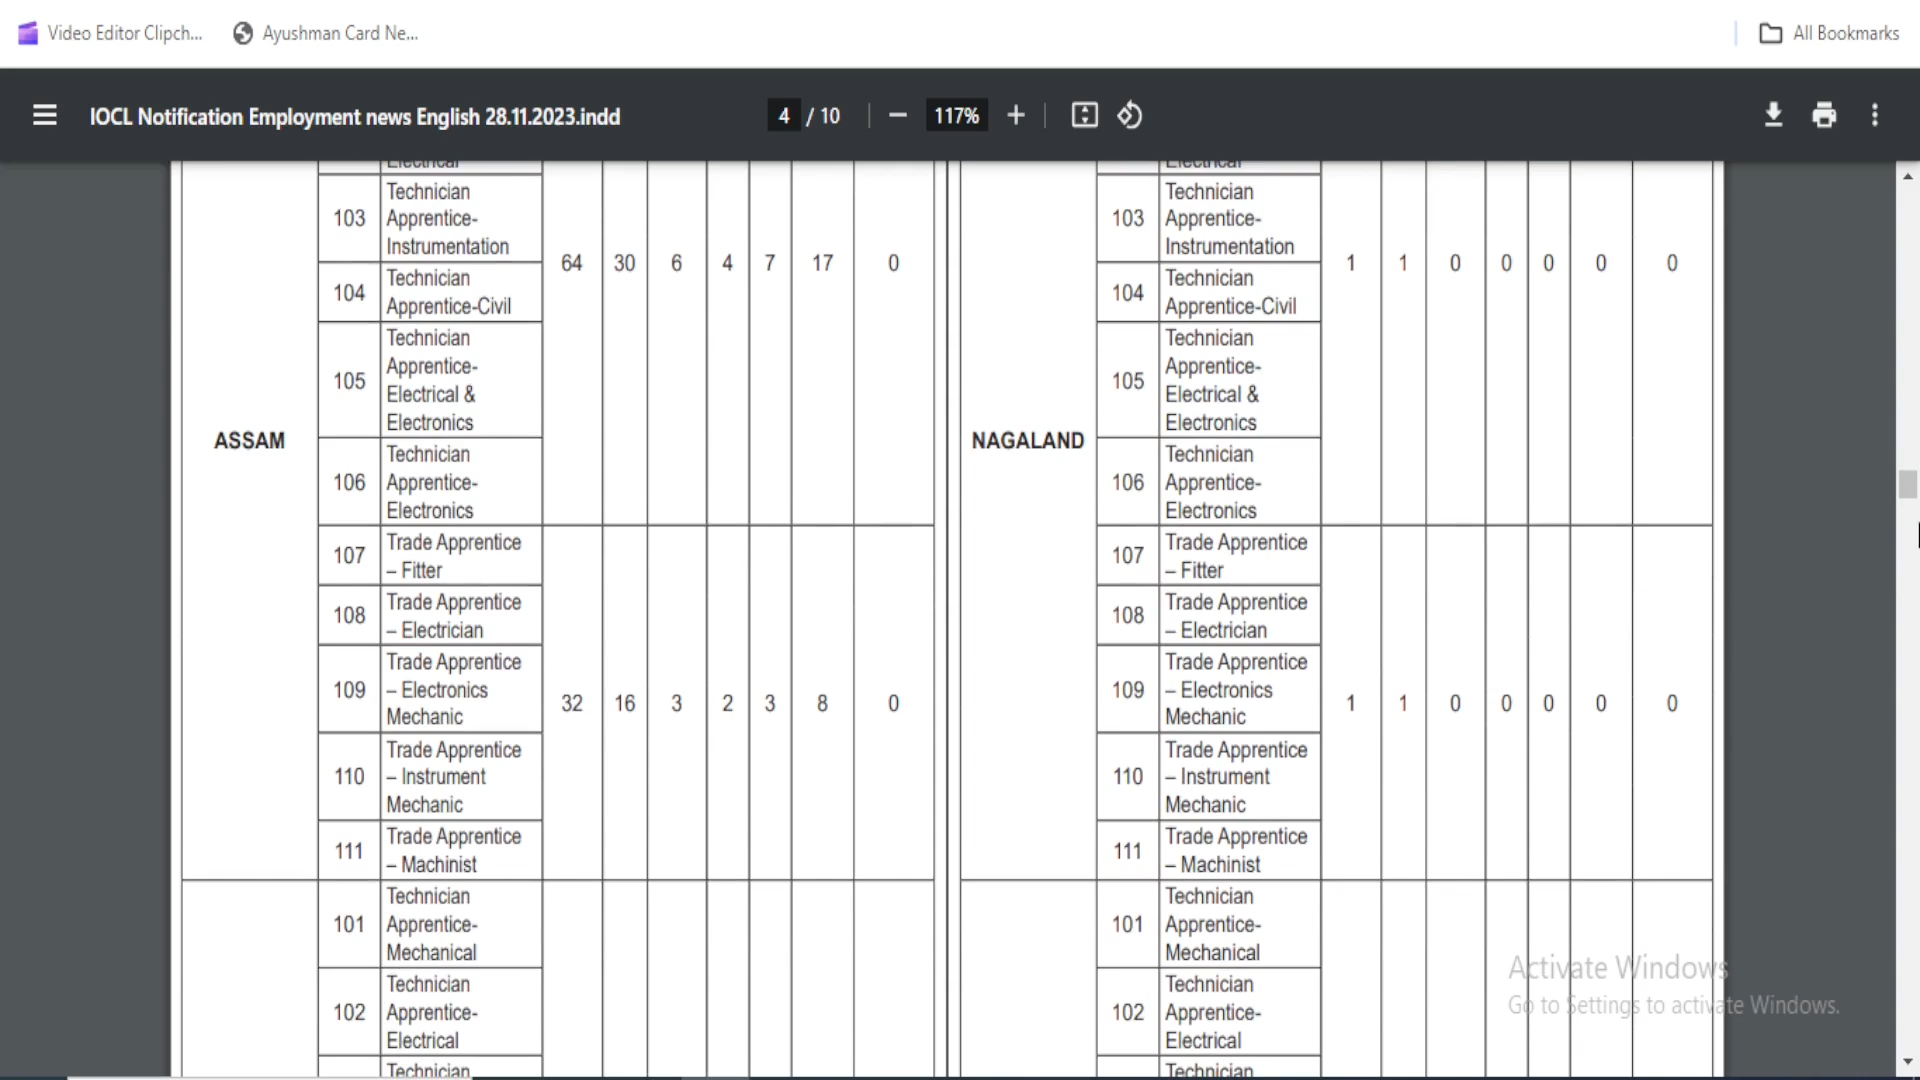 Video Editor Clipch...
Ayushman Card Ne...
All Bookmarks
IOCL Notification Employment news English 28.11.2023.indd
4 / 10
117%
ASSAM
Electrical
103
Technician
Apprentice-
Instrumentation
104
Technician
Apprentice-Civil
105
Technician
Apprentice-
Electrical &
Electronics
106
Technician
Apprentice-
Electronics
64 30 6 4 7 17 0
107
Trade Apprentice
– Fitter
108
Trade Apprentice
– Electrician
109
Trade Apprentice
– Electronics
Mechanic
110
Trade Apprentice
– Instrument
Mechanic
111
Trade Apprentice
– Machinist
32 16 3 2 3 8 0
101
Technician
Apprentice-
Mechanical
102
Technician
Apprentice-
Electrical
Technician
NAGALAND
Electrical
103
Technician
Apprentice-
Instrumentation
104
Technician
Apprentice-Civil
105
Technician
Apprentice-
Electrical &
Electronics
106
Technician
Apprentice-
Electronics
1 1 0 0 0 0 0
107
Trade Apprentice
– Fitter
108
Trade Apprentice
– Electrician
109
Trade Apprentice
– Electronics
Mechanic
110
Trade Apprentice
– Instrument
Mechanic
111
Trade Apprentice
– Machinist
1 1 0 0 0 0 0
101
Technician
Apprentice-
Mechanical
102
Technician
Apprentice-
Electrical
Technician
Activate Windows
Go to Settings to activate Windows.